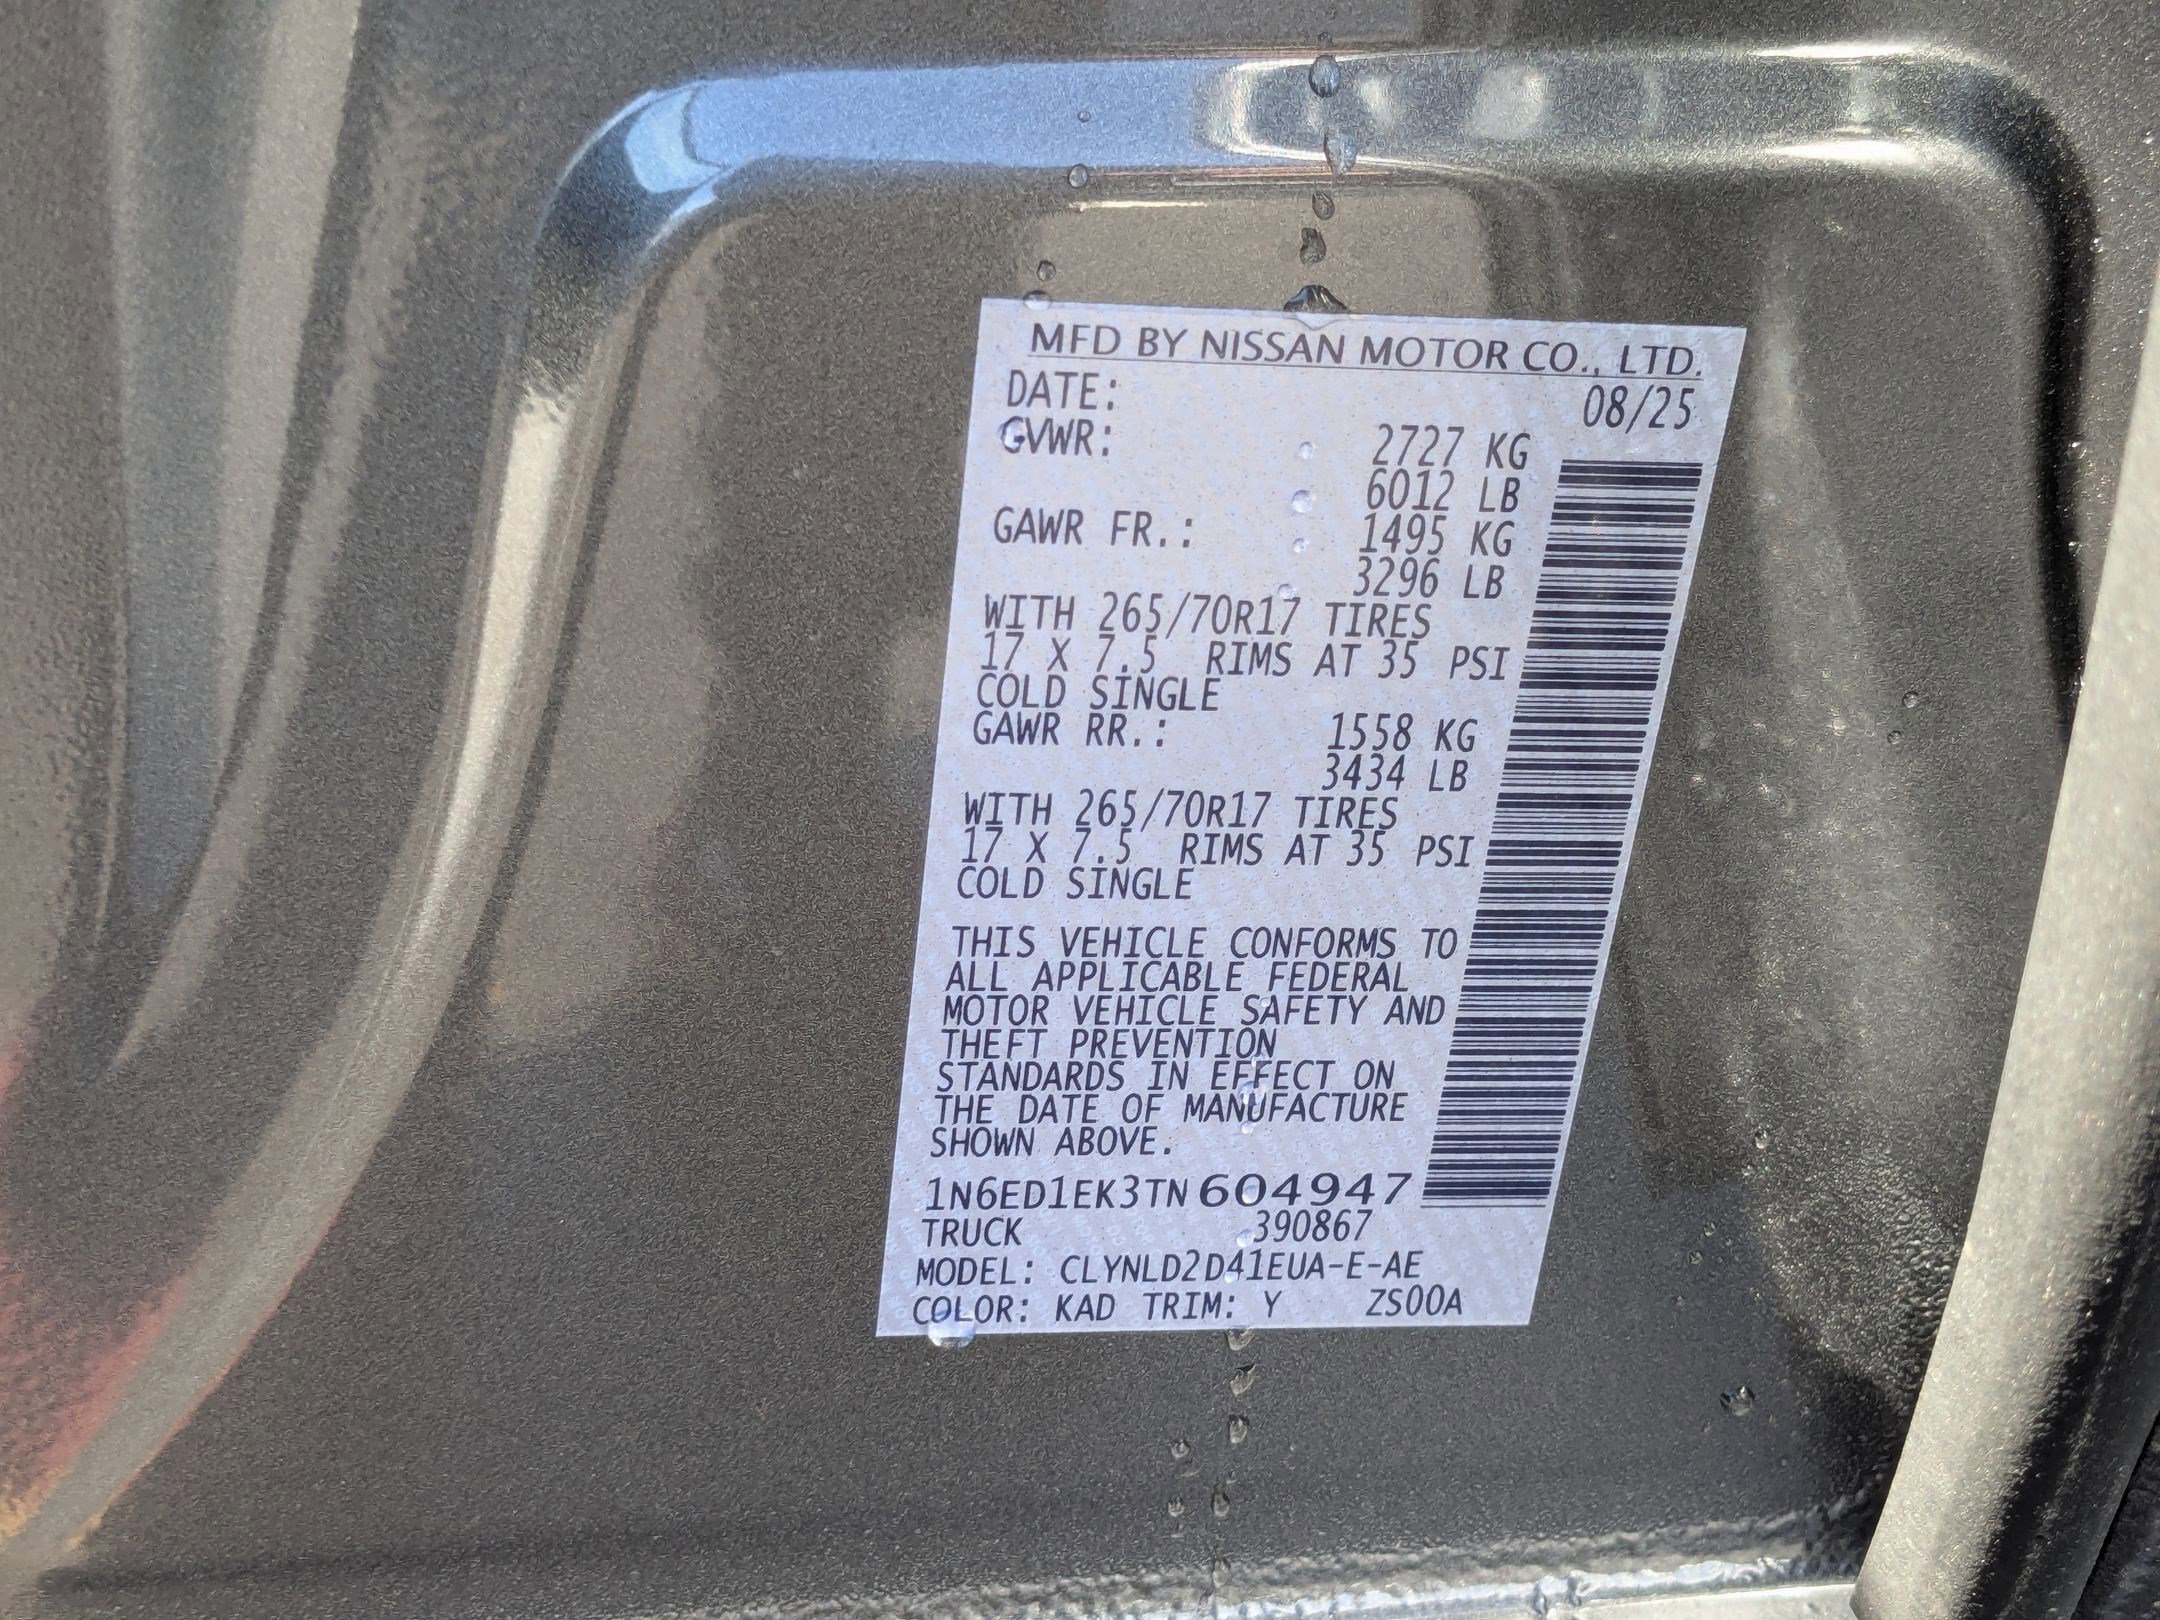 MFD BY NISSAN MOTOR CO., LTD.
DATE: 08/25
GVWR: 2727 KG
6012 LB
GAWR FR.: 1495 KG
3296 LB
WITH 265/70R17 TIRES
17 X 7.5 RIMS AT 35 PSI
COLD SINGLE
GAWR RR.: 1558 KG
3434 LB
WITH 265/70R17 TIRES
17 X 7.5 RIMS AT 35 PSI
COLD SINGLE
THIS VEHICLE CONFORMS TO
ALL APPLICABLE FEDERAL
MOTOR VEHICLE SAFETY AND
THEFT PREVENTION
STANDARDS IN EFFECT ON
THE DATE OF MANUFACTURE
SHOWN ABOVE.
1N6ED1EK3TN604947
TRUCK 390867
MODEL: CLYNLD2D41EUA-E-AE
COLOR: KAD TRIM: Y ZS00A